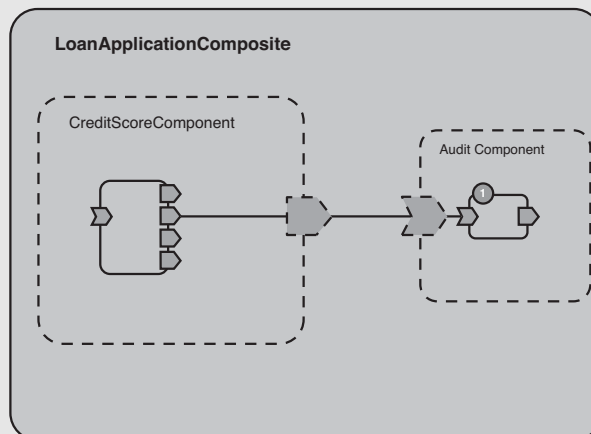 LoanApplicationComposite
CreditScoreComponent
Audit Component
1